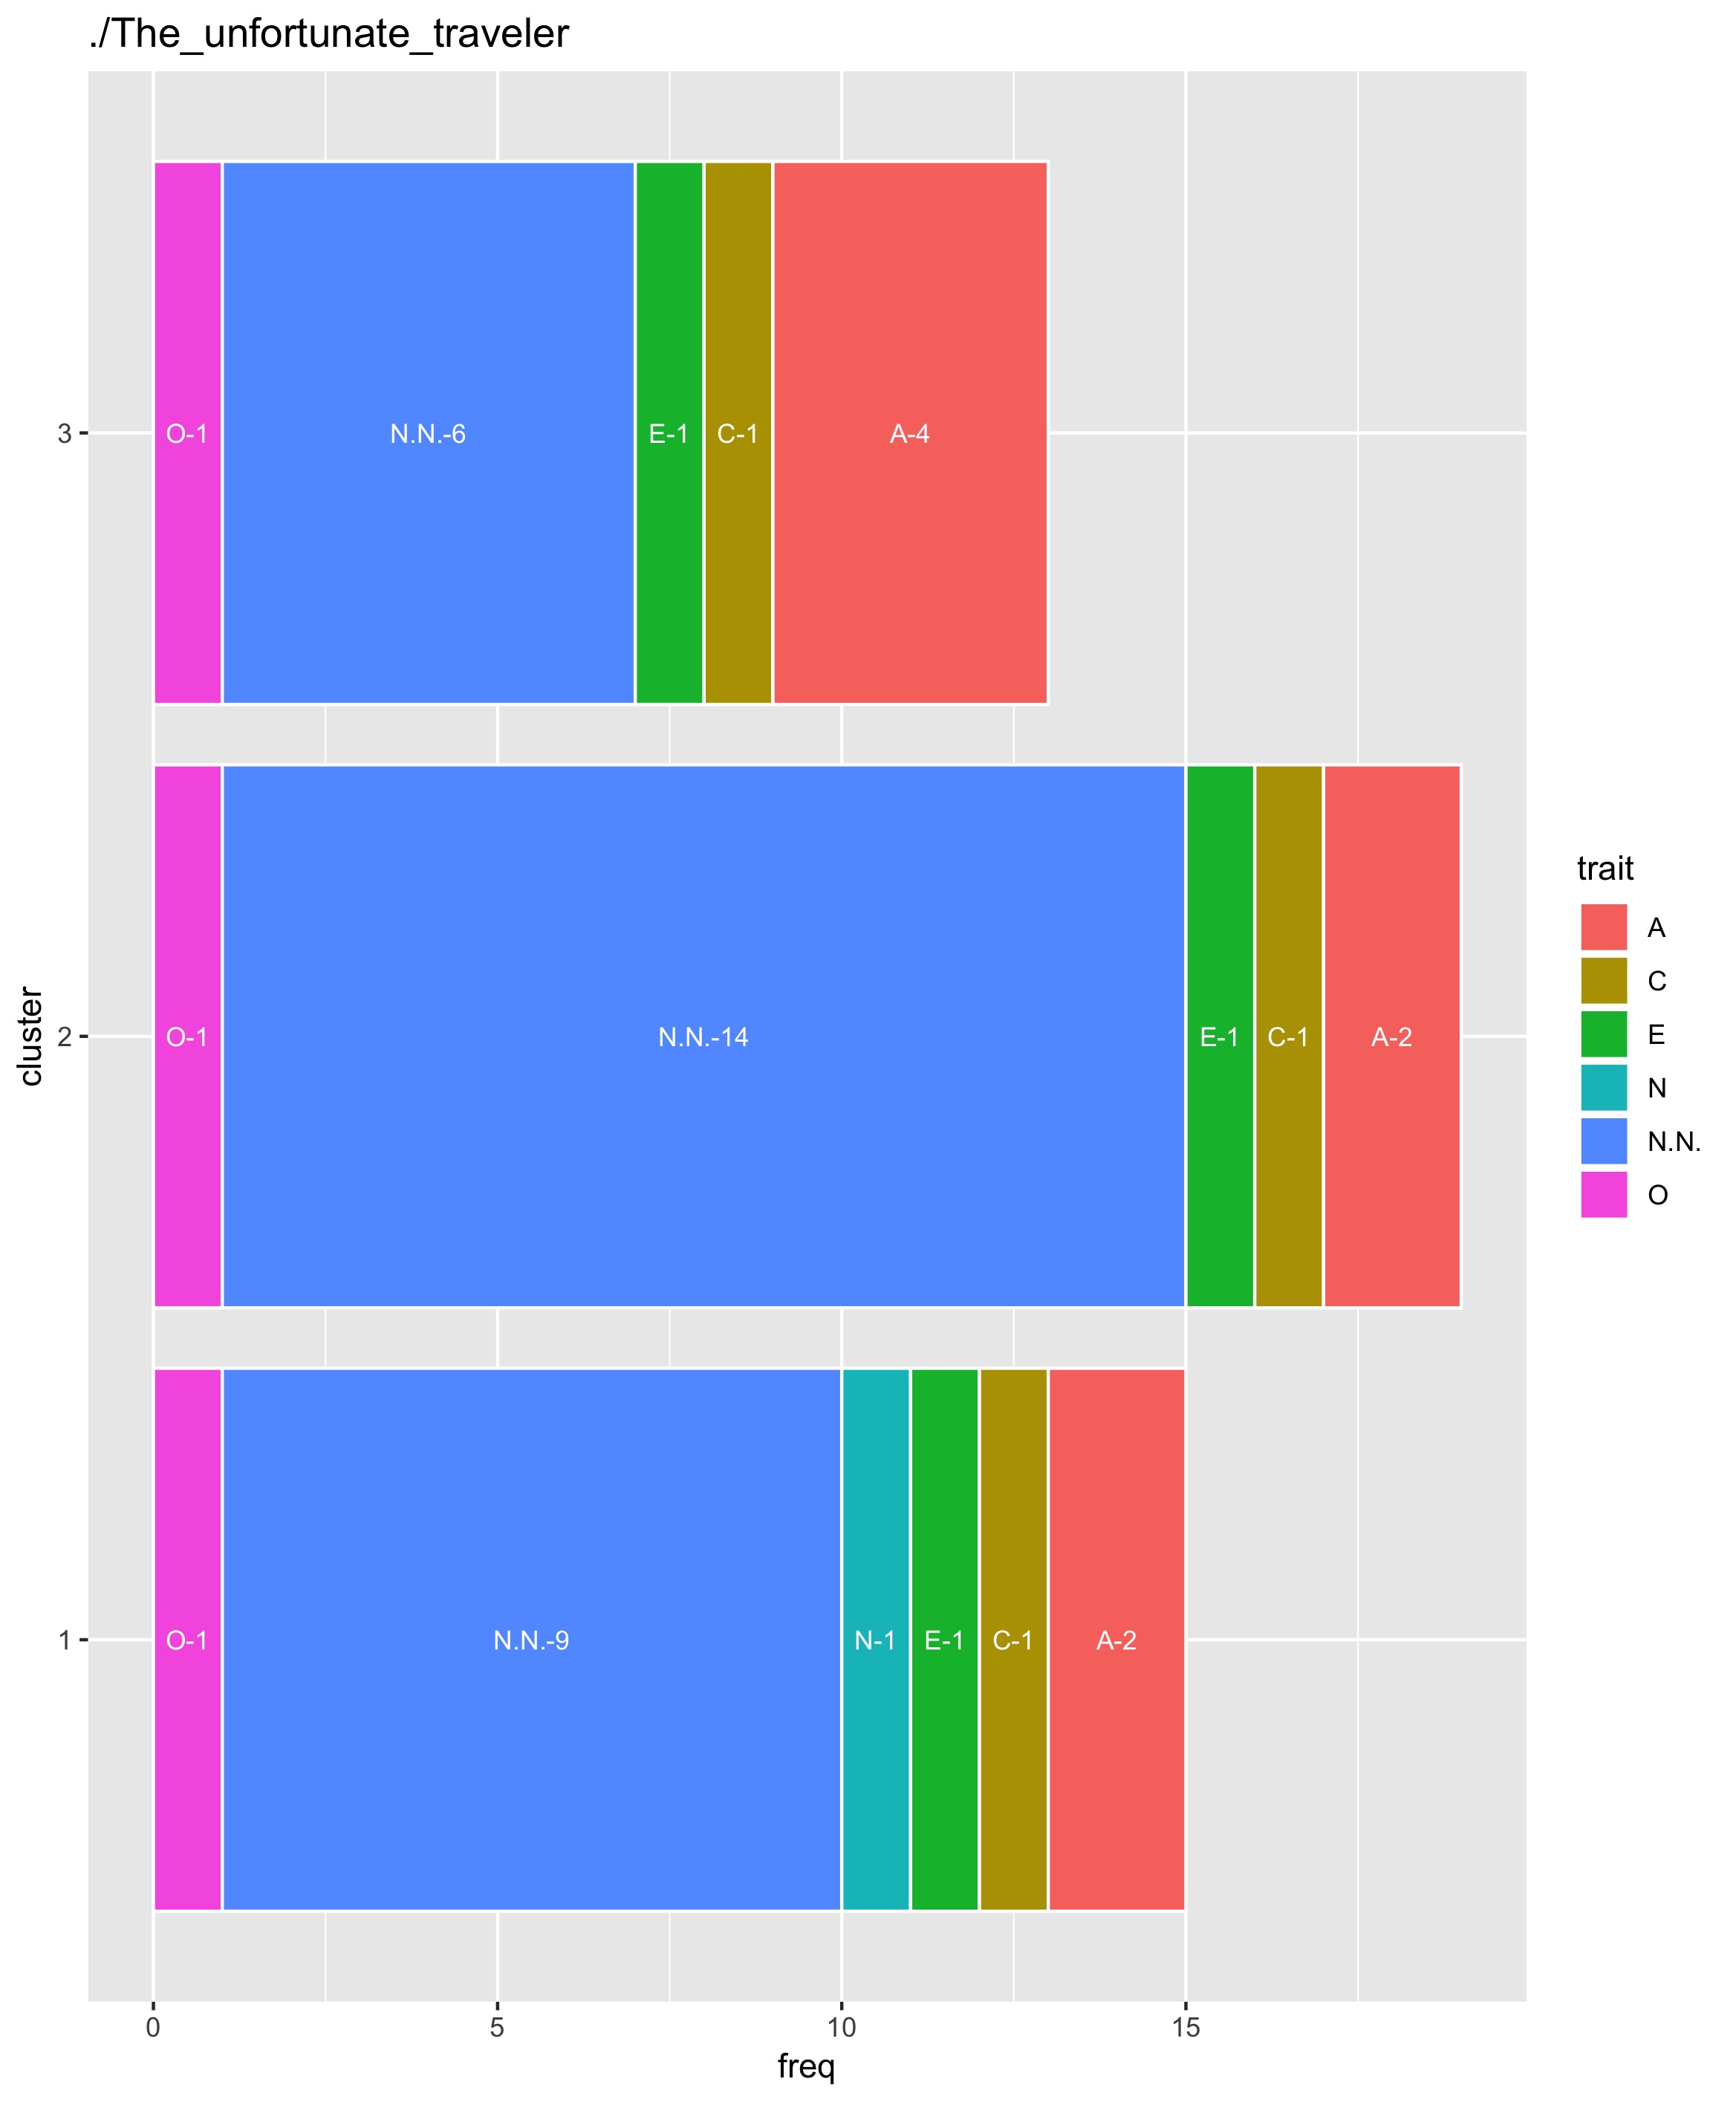 ./The_unfortunate_traveler
3
O-1 N.N.-6 E-1 C-1 A-4
cluster
2
O-1 N.N.-14 E-1 C-1 A-2
1
O-1 N.N.-9 N-1 E-1 C-1 A-2
0 5 10 15
freq
trait
A
C
E
N
N.N.
O